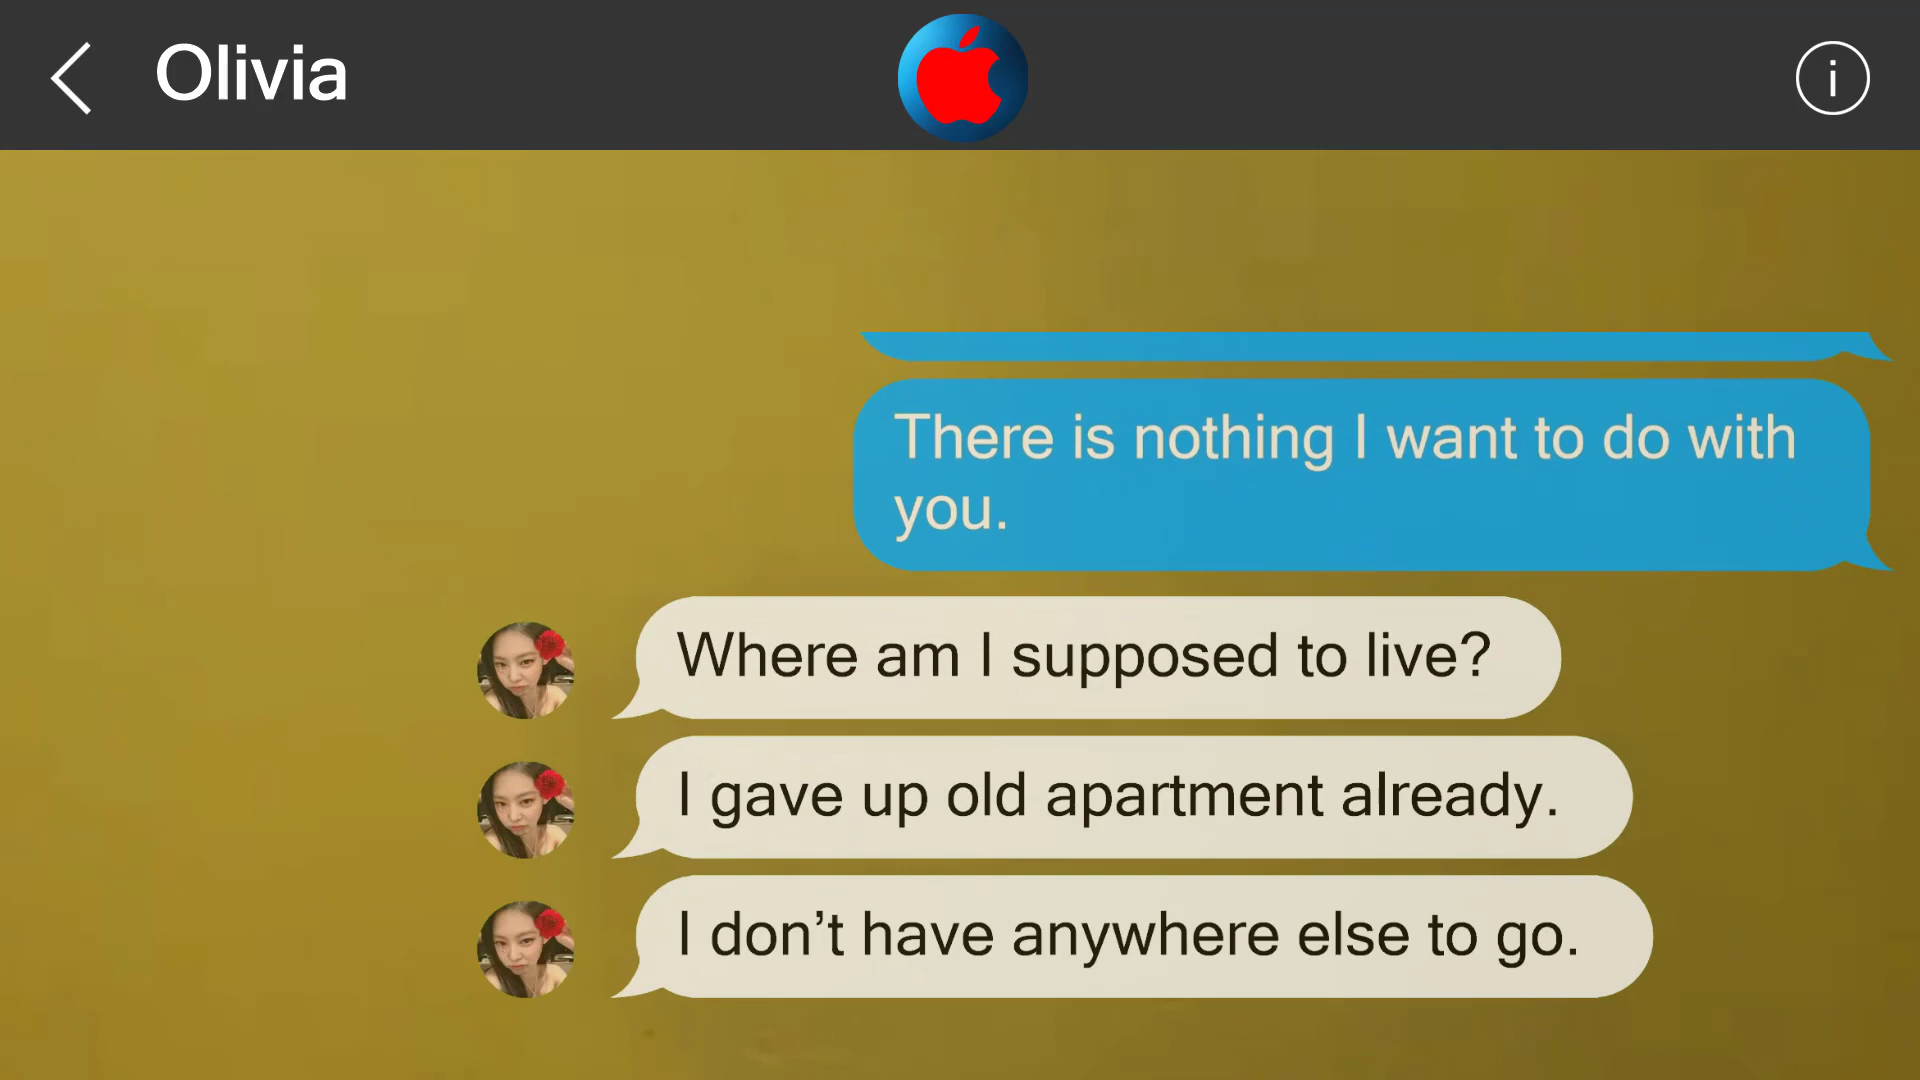 Olivia
i
There is nothing I want to do with
you.
Where am I supposed to live?
I gave up old apartment already.
I don’t have anywhere else to go.